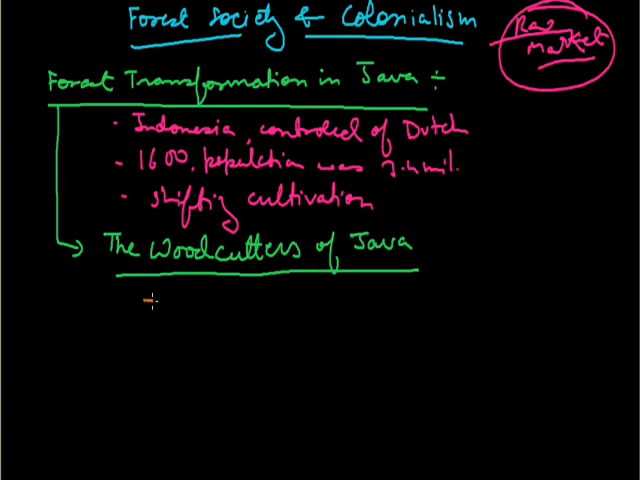 Forest Society & Colonialism
Raw
Market
Forest Transformation in Java ÷
· Indonesia, controled of Dutch
- 1600, population was 3.4 mil.
· shifting cultivation
The Woodcutters of Java